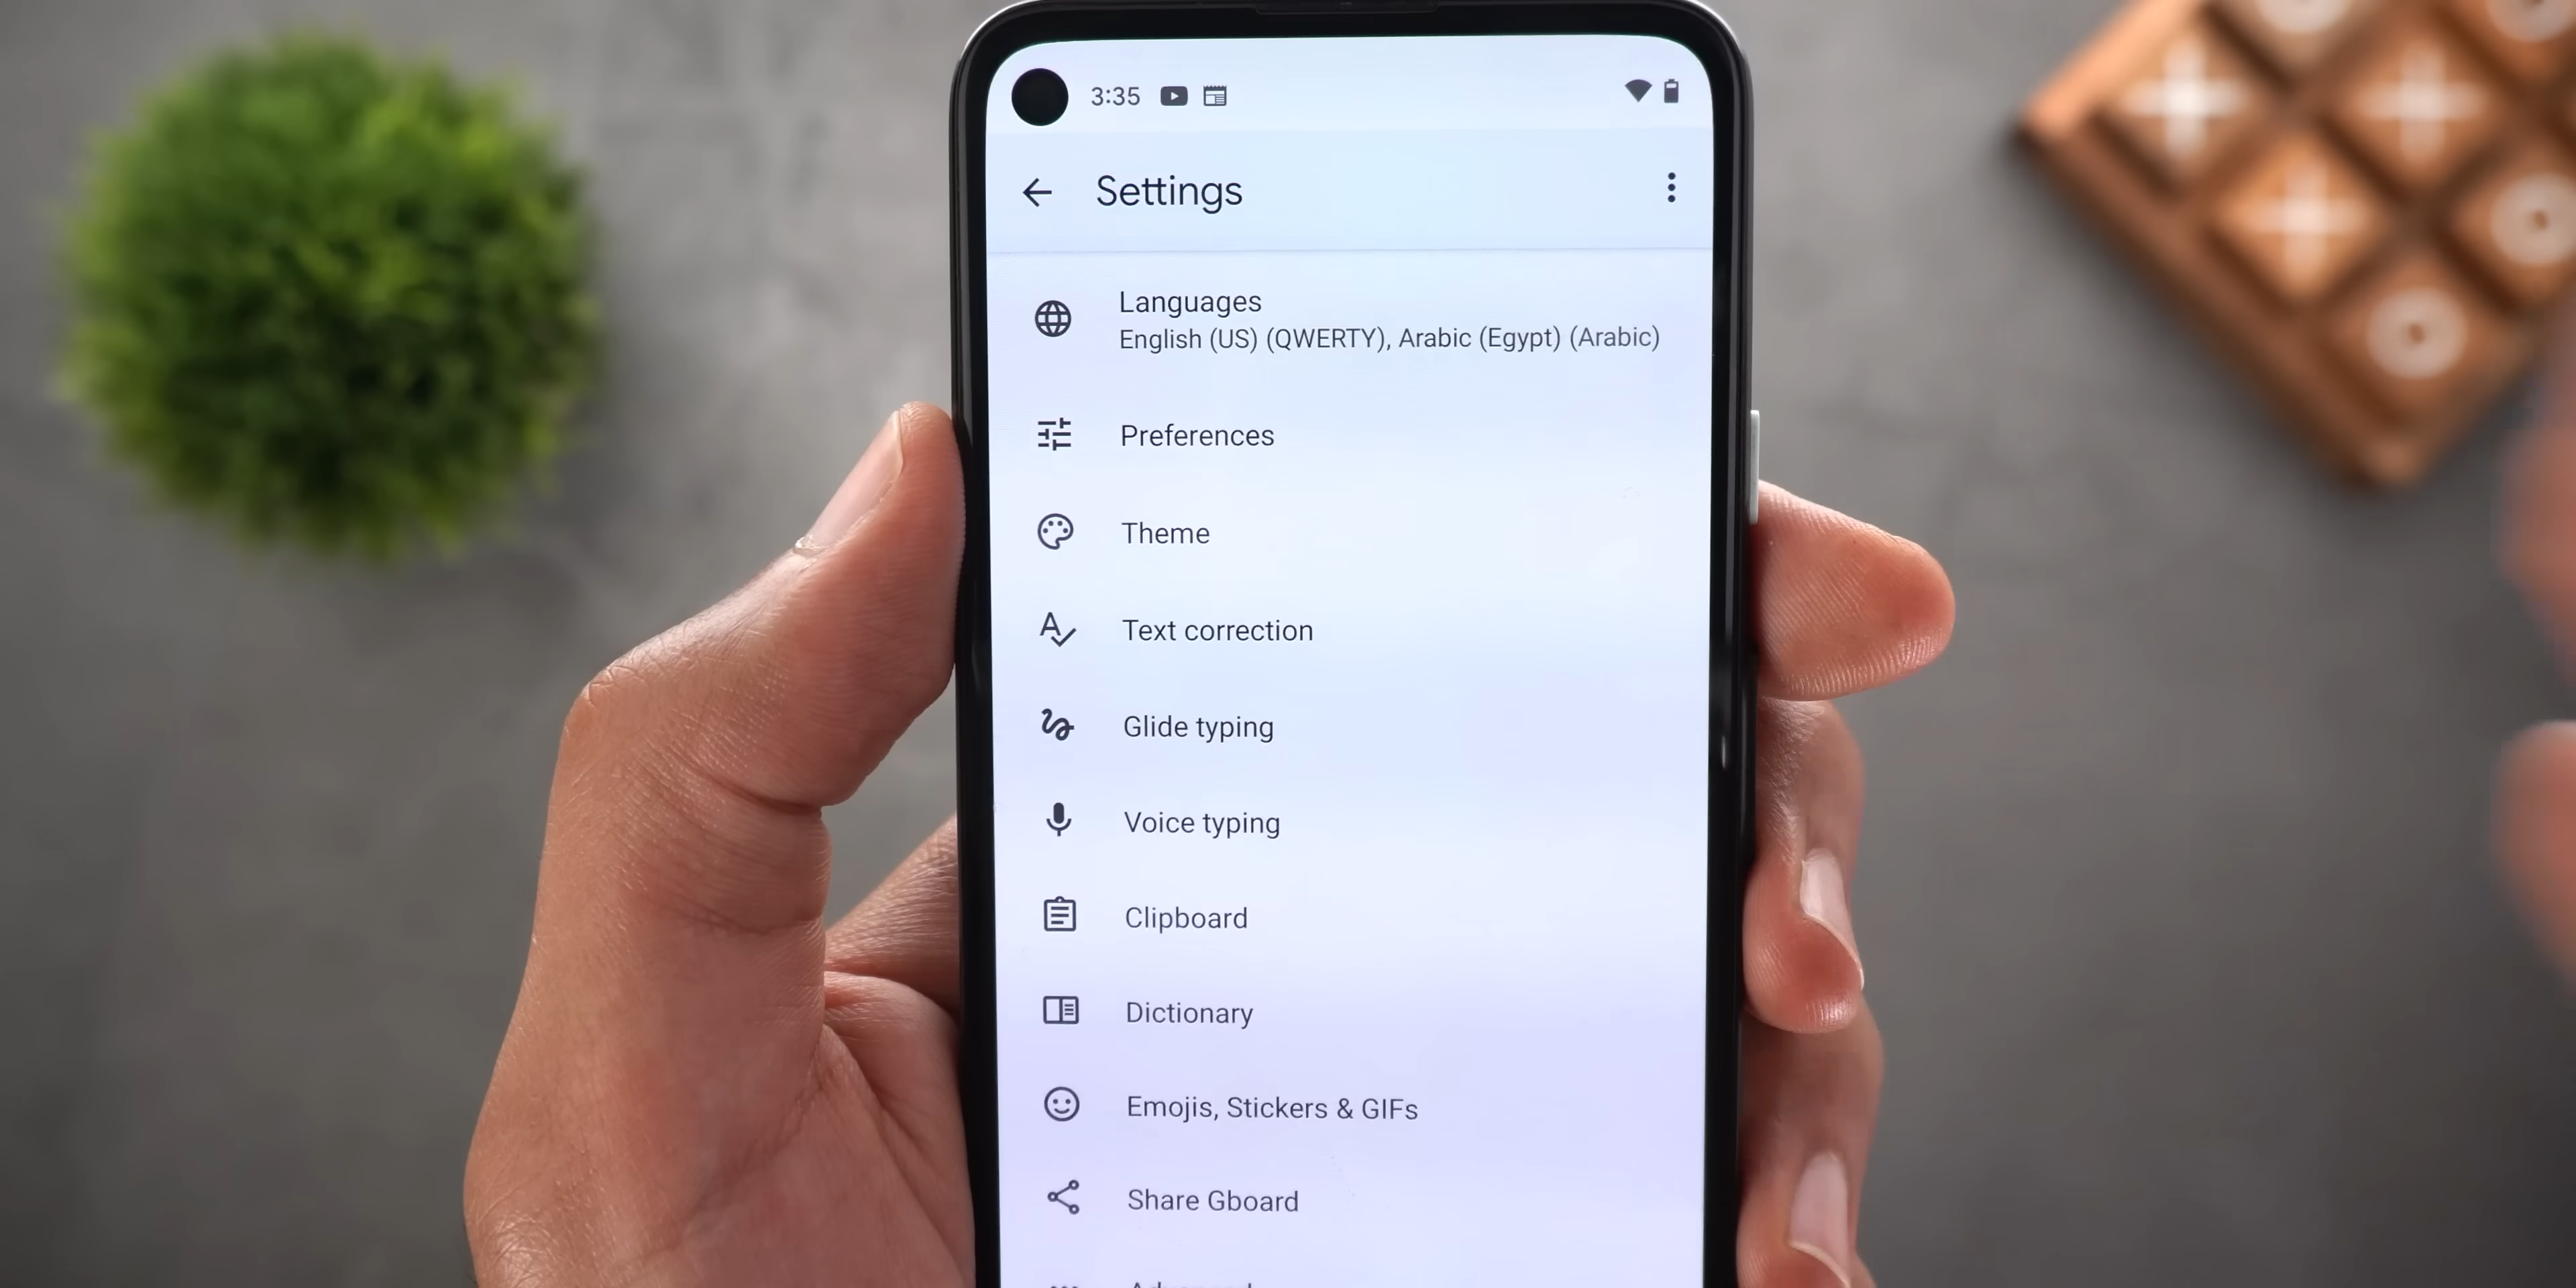 3:35
Settings
Languages
English (US) (QWERTY), Arabic (Egypt) (Arabic)
Preferences
Theme
Text correction
Glide typing
Voice typing
Clipboard
Dictionary
Emojis, Stickers & GIFs
Share Gboard